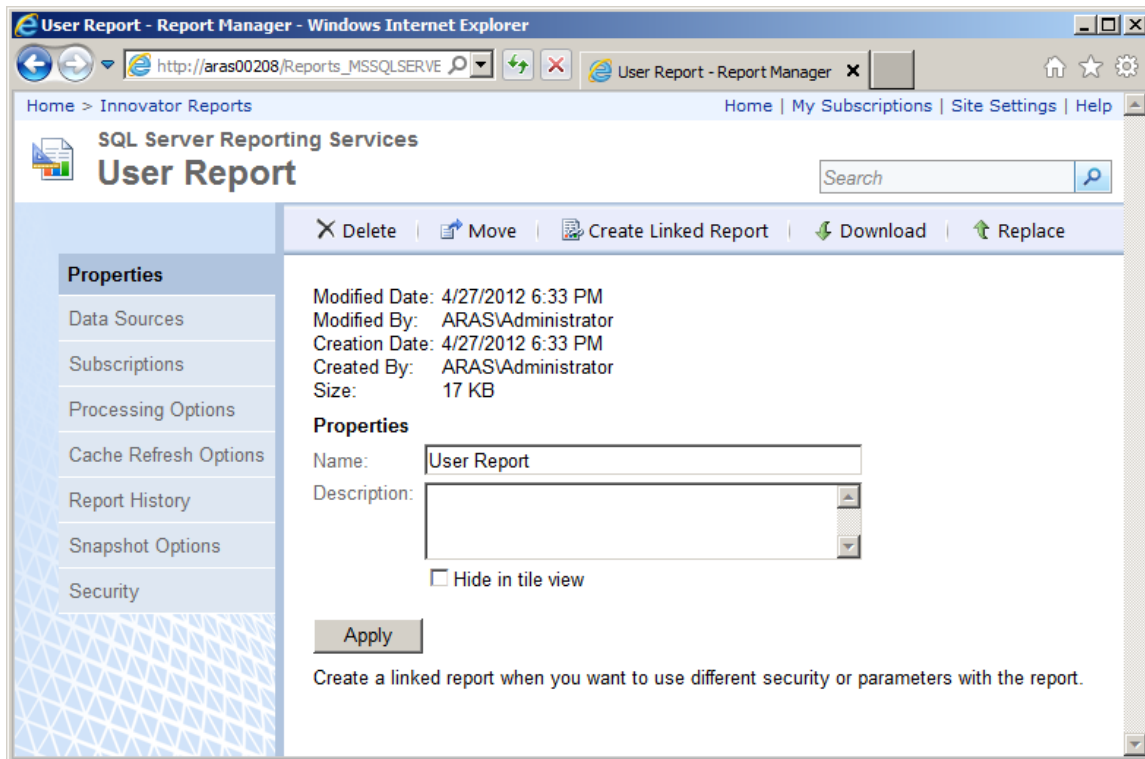 User Report - Report Manager - Windows Internet Explorer
http://aras00208/Reports_MSSQLSERVE
User Report - Report Manager
Home > Innovator Reports
Home | My Subscriptions | Site Settings | Help
SQL Server Reporting Services
User Report
Search
Delete | Move | Create Linked Report | Download | Replace
Properties
Data Sources
Subscriptions
Processing Options
Cache Refresh Options
Report History
Snapshot Options
Security
Modified Date: 4/27/2012 6:33 PM
Modified By: ARAS\Administrator
Creation Date: 4/27/2012 6:33 PM
Created By: ARAS\Administrator
Size: 17 KB
Properties
Name: User Report
Description:
Hide in tile view
Apply
Create a linked report when you want to use different security or parameters with the report.